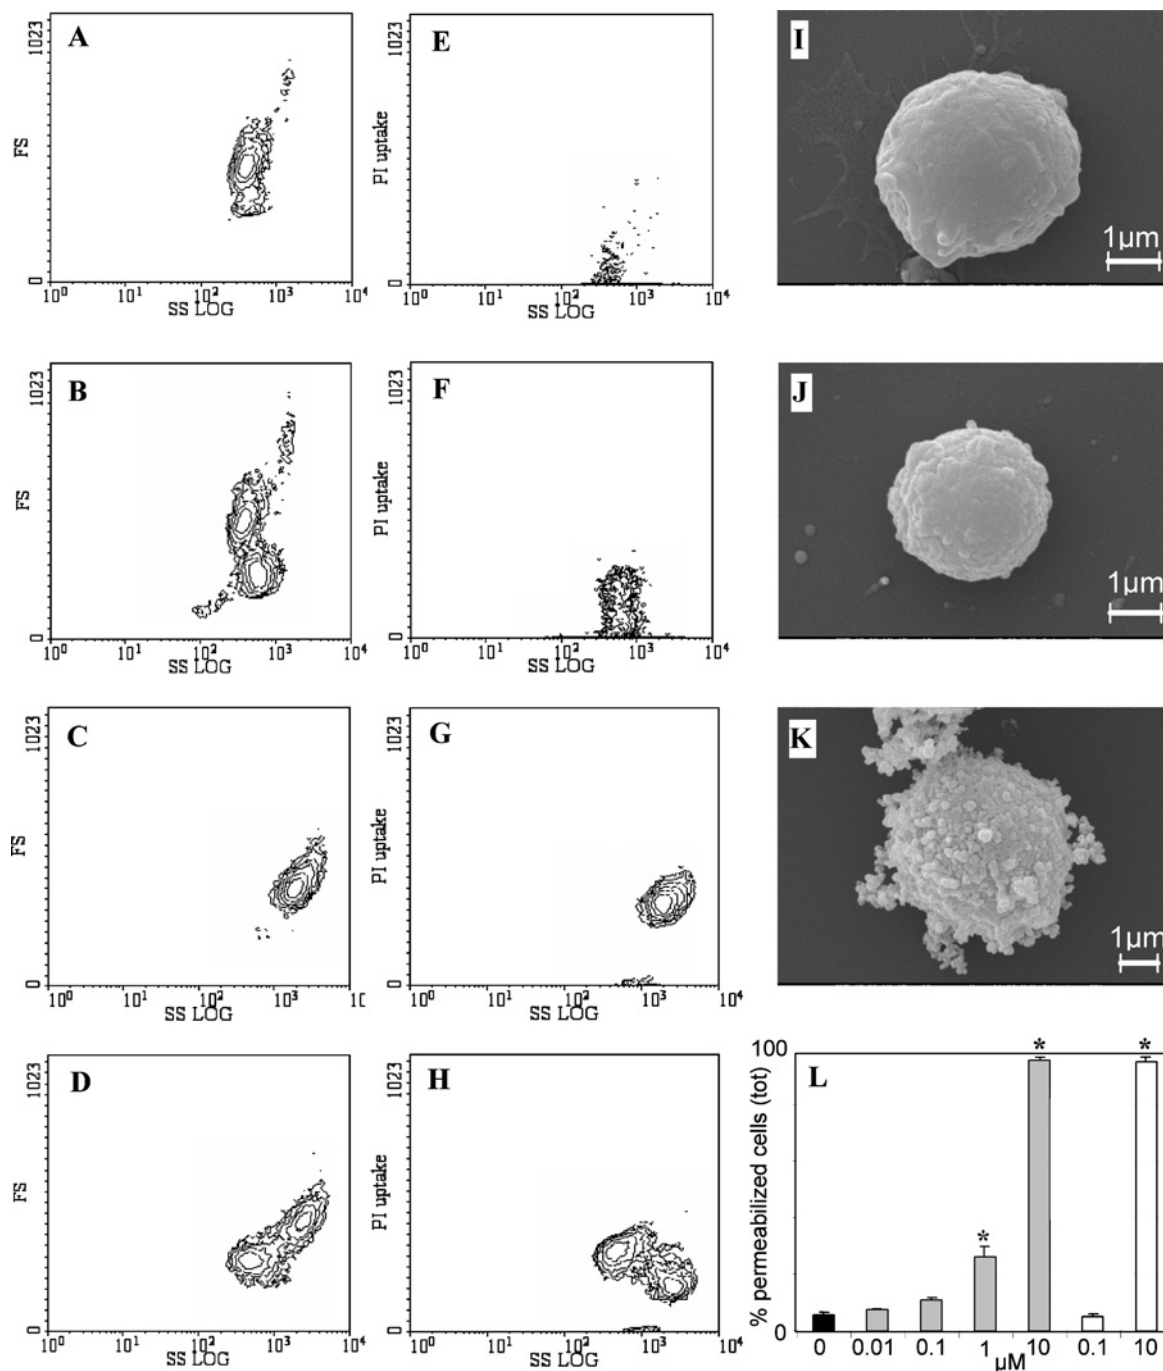 A
1023
FS
0
10⁰ 10¹ 10² 10³ 10⁴
SS LOG
E
1023
PI uptake
0
10⁰ 10¹ 10² 10³ 10⁴
SS LOG
I
1µm
B
1023
FS
0
10⁰ 10¹ 10² 10³ 10⁴
SS LOG
F
1023
PI uptake
0
10⁰ 10¹ 10² 10³ 10⁴
SS LOG
J
1µm
C
1023
FS
0
10⁰ 10¹ 10² 10³ 10
SS LOG
G
1023
PI uptake
0
10⁰ 10¹ 10² 10³ 10⁴
SS LOG
K
1µm
D
1023
FS
0
10⁰ 10¹ 10² 10³ 10⁴
SS LOG
H
1023
PI uptake
0
10⁰ 10¹ 10² 10³ 10⁴
SS LOG
L
100
% permeabilized cells (tot)
0
* * *
0 0.01 0.1 1 10 0.1 10
µM